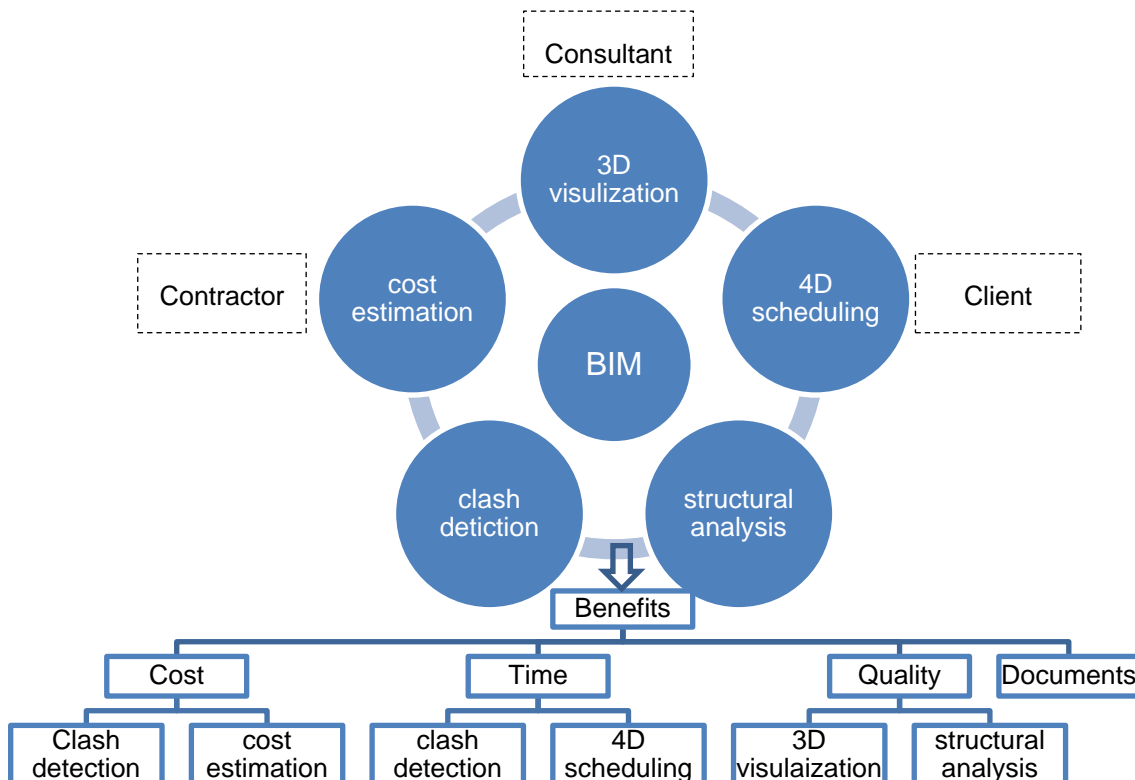 Consultant
3D
visulization
Contractor
cost
estimation
4D
scheduling
Client
BIM
clash
detiction
structural
analysis
Benefits
Cost
Time
Quality
Documents
Clash
detection
cost
estimation
clash
detection
4D
scheduling
3D
visulaization
structural
analysis